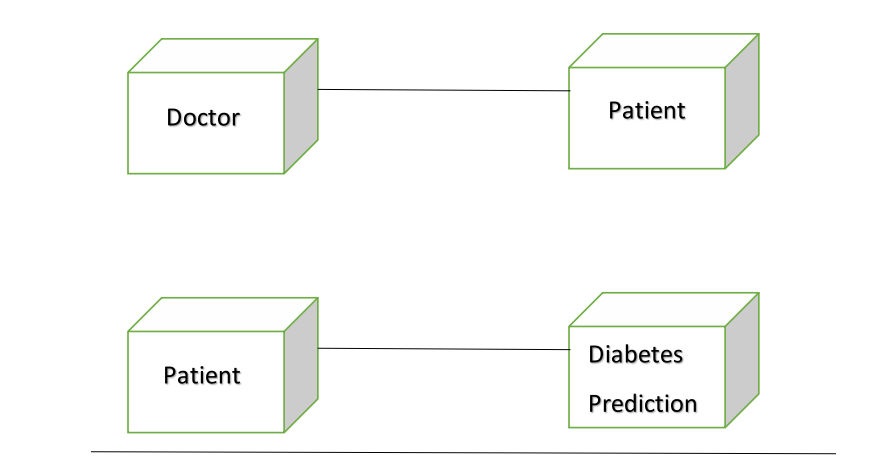 Doctor
Patient
Patient
Diabetes
Prediction